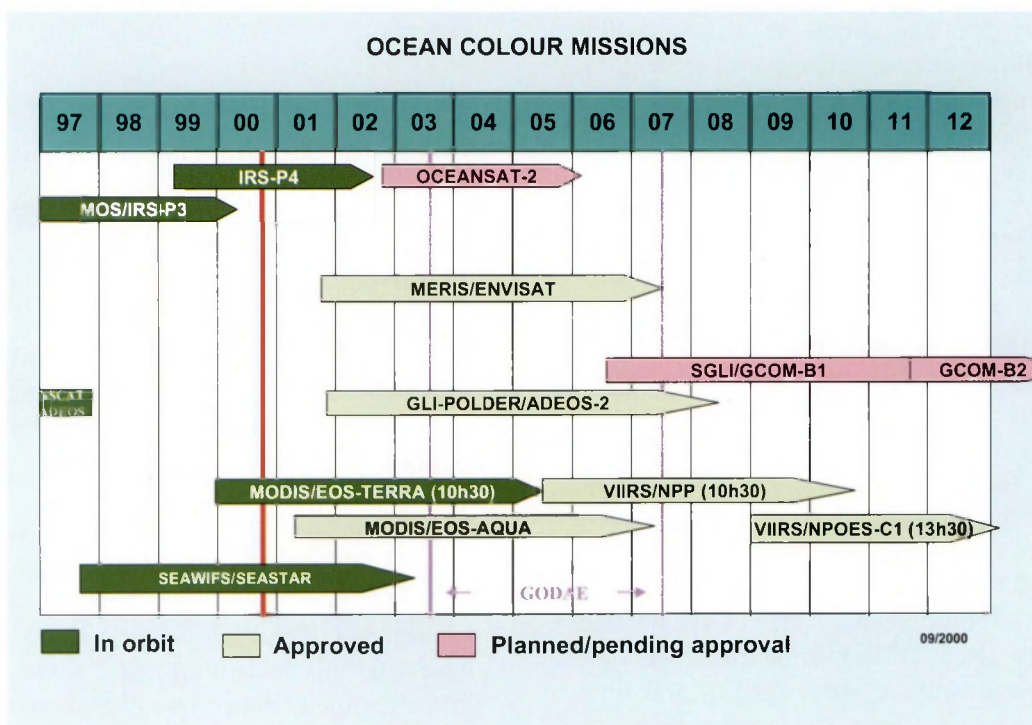 OCEAN COLOUR MISSIONS
97 98 99 00 01 02 03 04 05 06 07 08 09 10 11 12
IRS-P4 OCEANSAT-2
MOS/IRS-P3
MERIS/ENVISAT
SGLI/GCOM-B1 GCOM-B2
SCAT
ADEOS
GLI-POLDER/ADEOS-2
MODIS/EOS-TERRA (10h30) VIIRS/NPP (10h30)
MODIS/EOS-AQUA VIIRS/NPOES-C1 (13h30)
SEAWIFS/SEASTAR
GODAE
In orbit Approved Planned/pending approval
09/2000